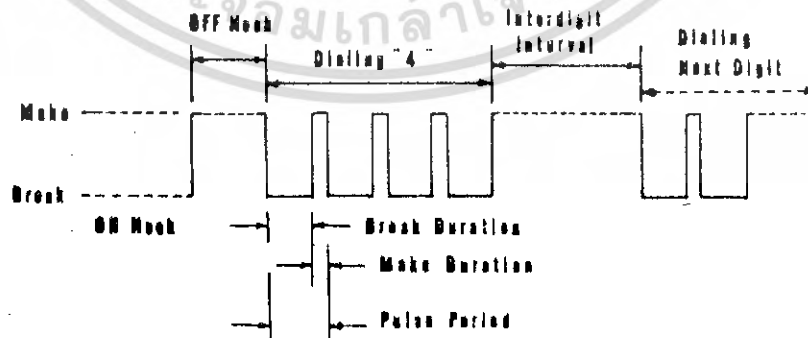 OFF Hook
Dialing "4"
Interdigit
Interval
Dialing
Next Digit
Make
Break
ON Hook
Break Duration
Make Duration
Pulse Period